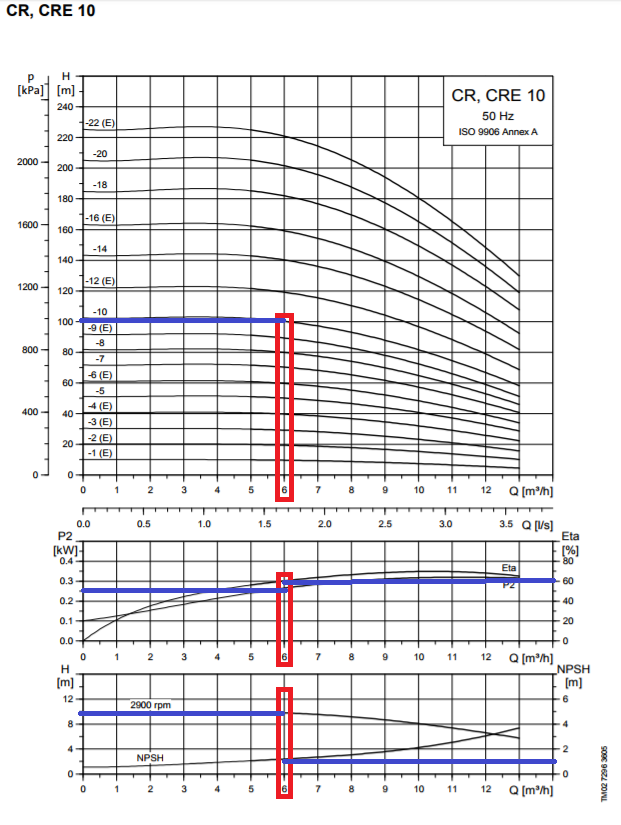 CR, CRE 10
p H
[kPa] [m]
CR, CRE 10
50 Hz
ISO 9906 Annex A
240
-22 (E)
220
2000
-20
200
-18
180
1600
-16 (E)
160
-14
140
1200
-12 (E)
120
-10
100
-9 (E)
800
-8
80
-7
-6 (E)
60
-5
400
-4 (E)
40
-3 (E)
-2 (E)
20
-1 (E)
0 0
0 1 2 3 4 5 6 7 8 9 10 11 12 Q [m³/h]
0.0 0.5 1.0 1.5 2.0 2.5 3.0 3.5 Q [l/s]
P2 Eta
[kW] [%]
0.4 80
Eta
0.3 60
P2
0.2 40
0.1 20
0.0 0
0 1 2 3 4 5 6 7 8 9 10 11 12 Q [m³/h]
H NPSH
[m] [m]
12 2900 rpm 6
8 4
4 NPSH 2
0 0
0 1 2 3 4 5 6 7 8 9 10 11 12 Q [m³/h]
TM02 7296 3605